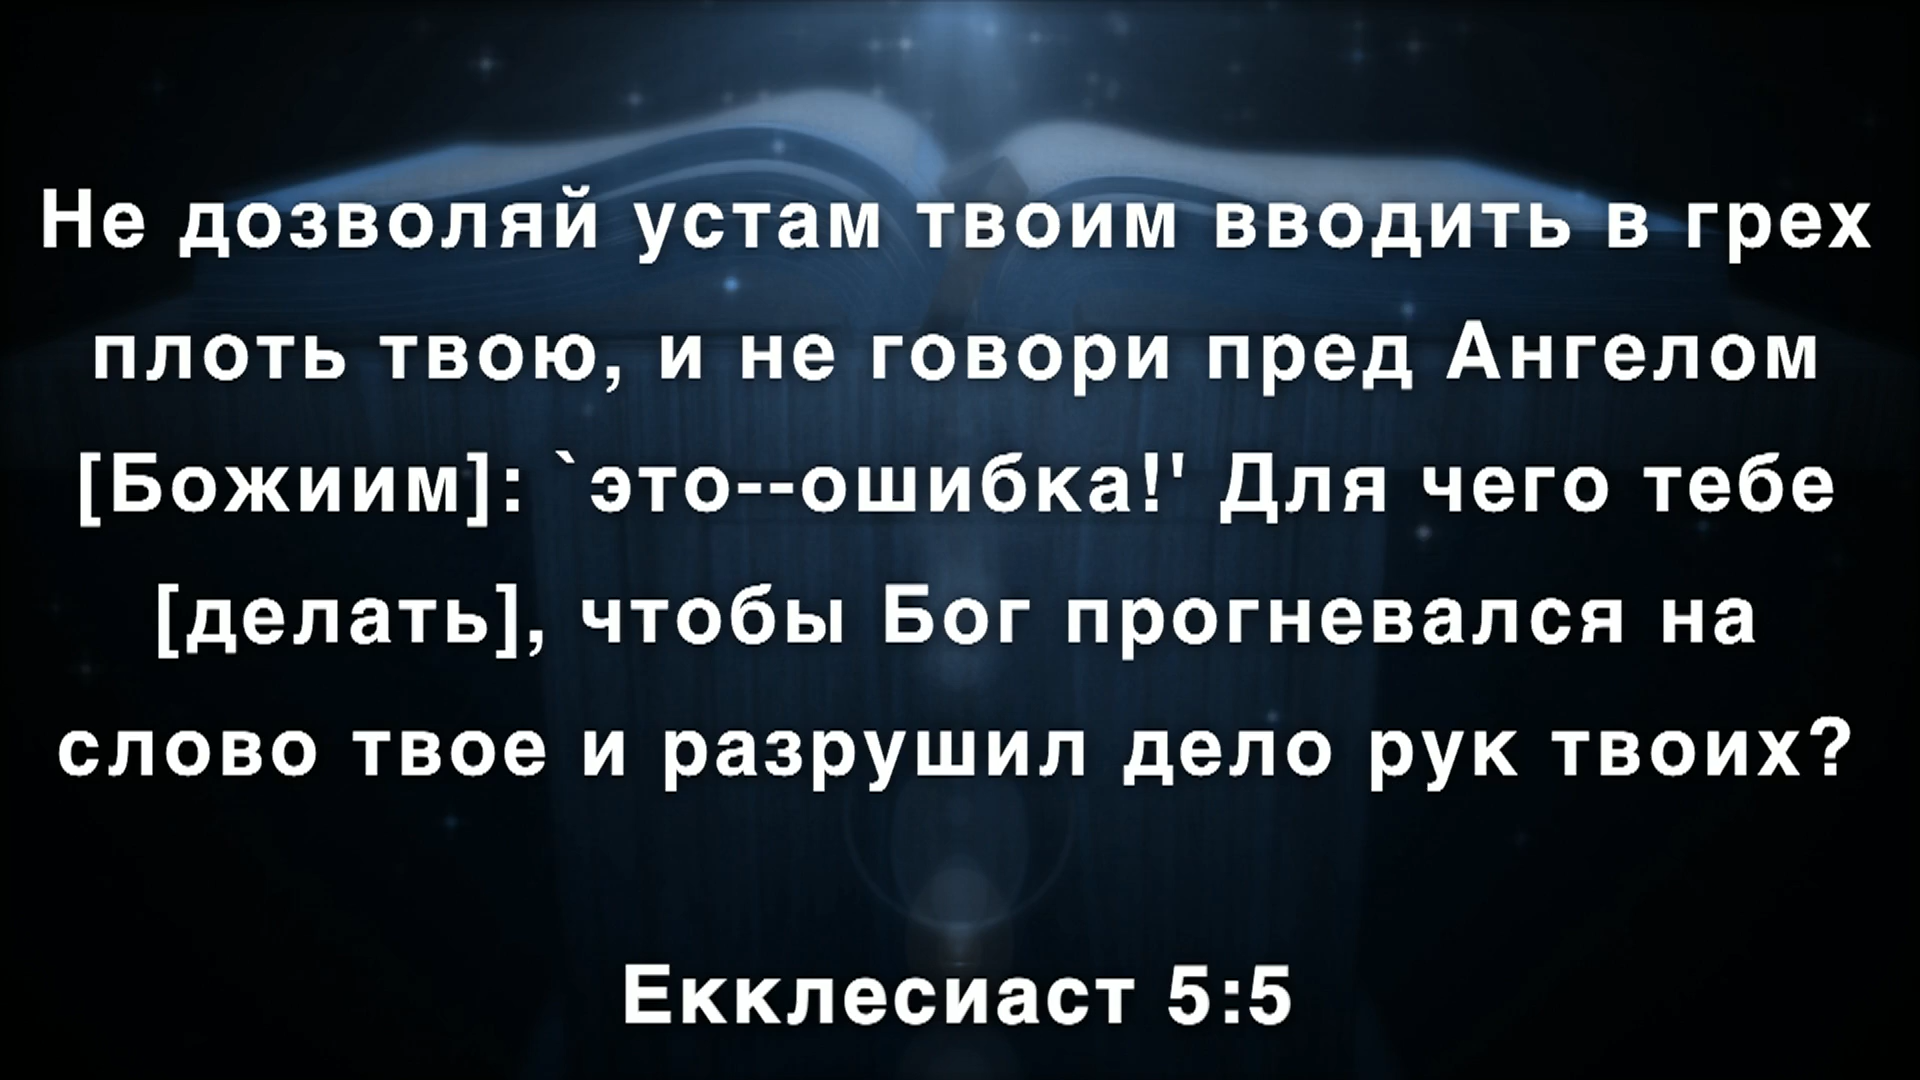 Не дозволяй устам твоим вводить в грех
плоть твою, и не говори пред Ангелом
[Божиим]: `это--ошибка!' Для чего тебе
[делать], чтобы Бог прогневался на
слово твое и разрушил дело рук твоих?
Екклесиаст 5:5